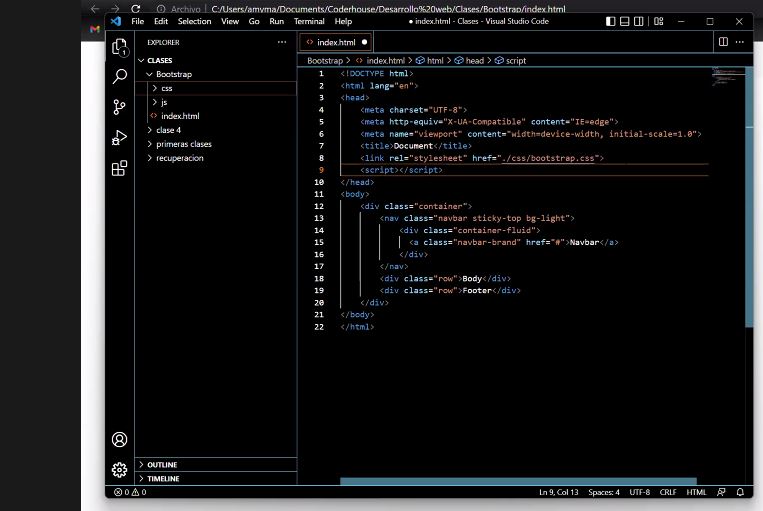 Archivo | C:/Users/amyma/Documents/Coderhouse/Desarrollo%20web/Clases/Bootstrap/index.html
File Edit Selection View Go Run Terminal Help
● index.html - Clases - Visual Studio Code
EXPLORER ...
CLASES
Bootstrap
css
js
index.html
clase 4
primeras clases
recuperacion
OUTLINE
TIMELINE
1
index.html ●
Bootstrap > index.html > html > head > script
1 <!DOCTYPE html>
2 <html lang="en">
3 <head>
4 <meta charset="UTF-8">
5 <meta http-equiv="X-UA-Compatible" content="IE=edge">
6 <meta name="viewport" content="width=device-width, initial-scale=1.0">
7 <title>Document</title>
8 <link rel="stylesheet" href="./css/bootstrap.css">
9 <script></script>
10 </head>
11 <body>
12 <div class="container">
13 <nav class="navbar sticky-top bg-light">
14 <div class="container-fluid">
15 <a class="navbar-brand" href="#">Navbar</a>
16 </div>
17 </nav>
18 <div class="row">Body</div>
19 <div class="row">Footer</div>
20 </div>
21 </body>
22 </html>
0 0 Ln 9, Col 13 Spaces: 4 UTF-8 CRLF HTML